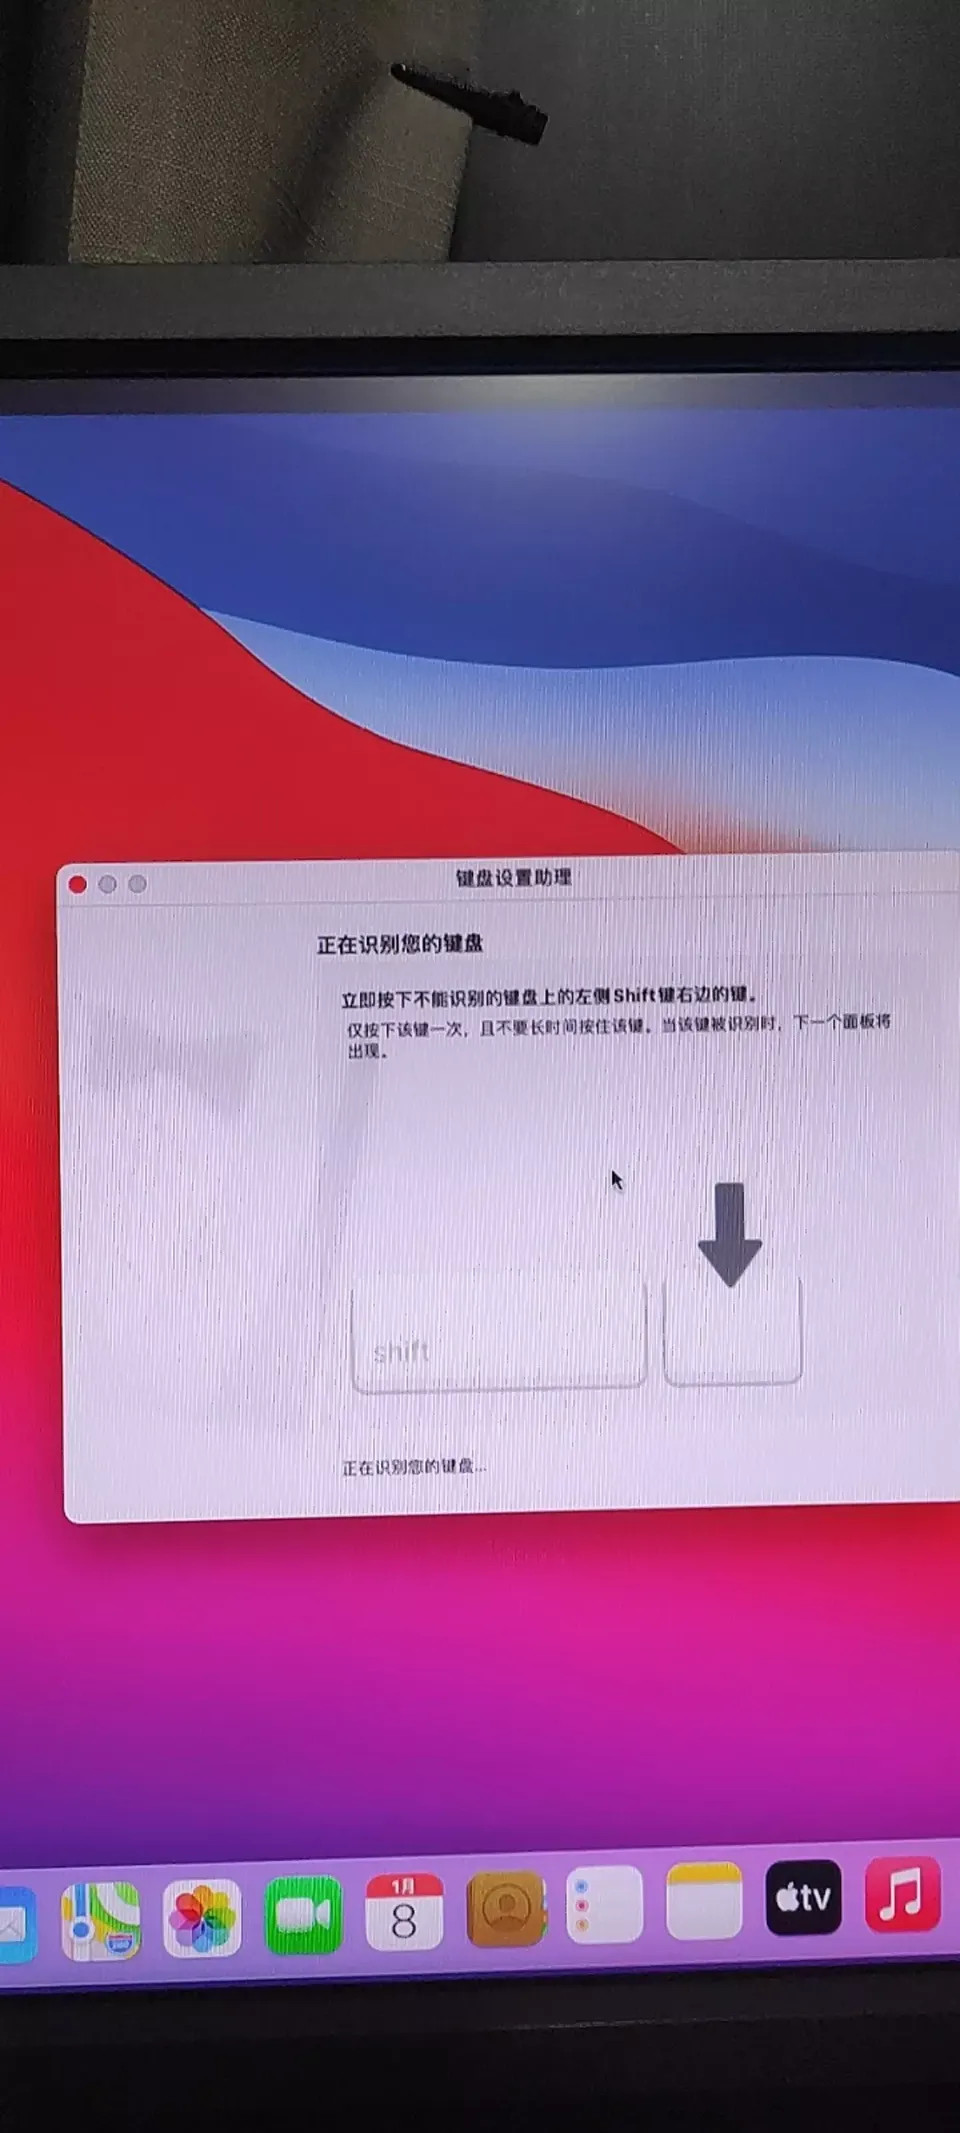 键盘设置助理
正在识别您的键盘
立即按下不能识别的键盘上的左侧Shift键右边的键。
仅按下该键一次，且不要长时间按住该键。当该键被识别时，下一个面板将
出现。
shift
正在识别您的键盘...
1月
8
tv